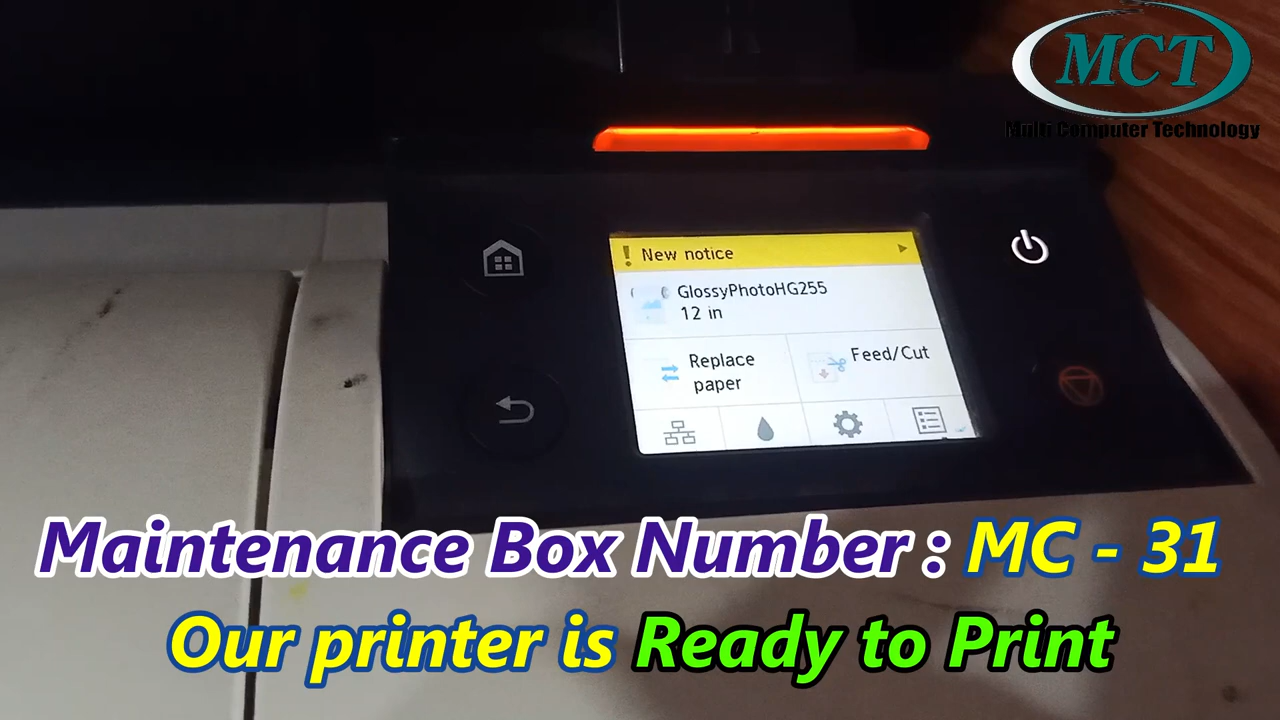 MCT
Multi Computer Technology
New notice
GlossyPhotoHG255
12 in
Replace
paper
Feed/Cut
Maintenance Box Number : MC - 31
Our printer is Ready to Print